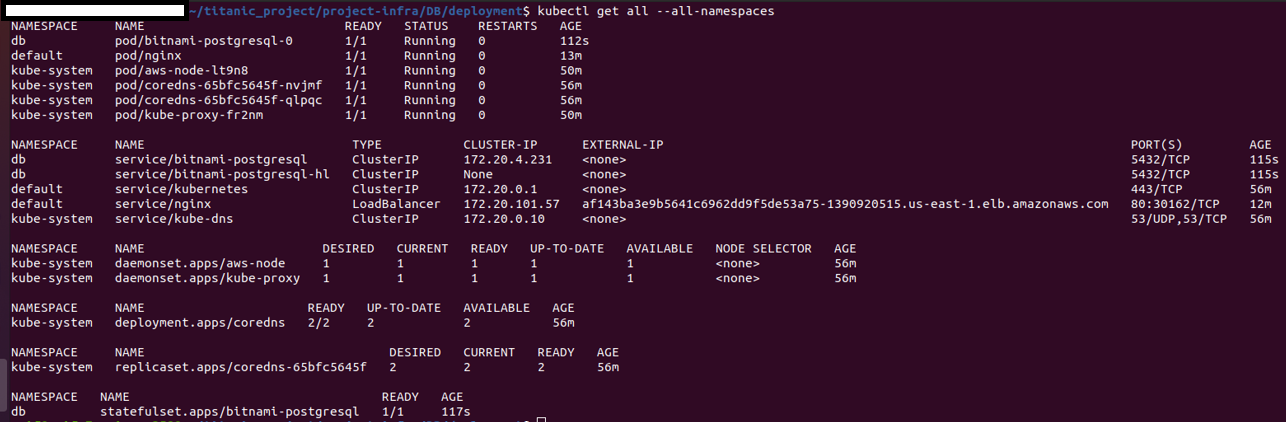 ~/titanic_project/project-infra/DB/deployment$ kubectl get all --all-namespaces
NAMESPACE NAME READY STATUS RESTARTS AGE
db pod/bitnami-postgresql-0 1/1 Running 0 112s
default pod/nginx 1/1 Running 0 13m
kube-system pod/aws-node-lt9n8 1/1 Running 0 50m
kube-system pod/coredns-65bfc5645f-nvjmf 1/1 Running 0 56m
kube-system pod/coredns-65bfc5645f-qlpqc 1/1 Running 0 56m
kube-system pod/kube-proxy-fr2nm 1/1 Running 0 50m
NAMESPACE NAME TYPE CLUSTER-IP EXTERNAL-IP PORT(S) AGE
db service/bitnami-postgresql ClusterIP 172.20.4.231 <none> 5432/TCP 115s
db service/bitnami-postgresql-hl ClusterIP None <none> 5432/TCP 115s
default service/kubernetes ClusterIP 172.20.0.1 <none> 443/TCP 56m
default service/nginx LoadBalancer 172.20.101.57 af143ba3e9b5641c6962dd9f5de53a75-1390920515.us-east-1.elb.amazonaws.com 80:30162/TCP 12m
kube-system service/kube-dns ClusterIP 172.20.0.10 <none> 53/UDP,53/TCP 56m
NAMESPACE NAME DESIRED CURRENT READY UP-TO-DATE AVAILABLE NODE SELECTOR AGE
kube-system daemonset.apps/aws-node 1 1 1 1 1 <none> 56m
kube-system daemonset.apps/kube-proxy 1 1 1 1 1 <none> 56m
NAMESPACE NAME READY UP-TO-DATE AVAILABLE AGE
kube-system deployment.apps/coredns 2/2 2 2 56m
NAMESPACE NAME DESIRED CURRENT READY AGE
kube-system replicaset.apps/coredns-65bfc5645f 2 2 2 56m
NAMESPACE NAME READY AGE
db statefulset.apps/bitnami-postgresql 1/1 117s